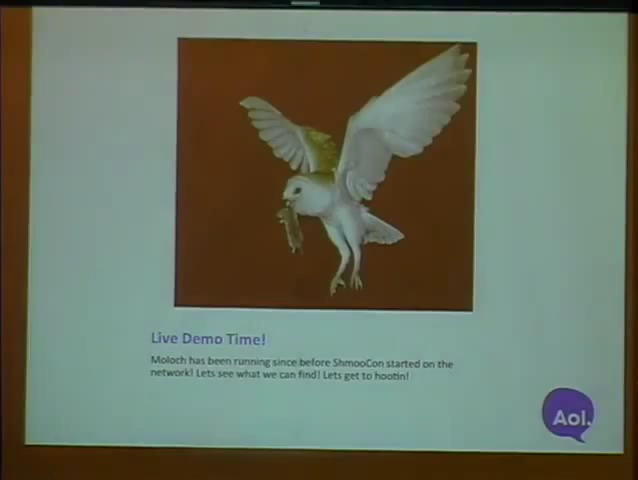 Live Demo Time!
Moloch has been running since before ShmooCon started on the
network! Lets see what we can find! Lets get to hootin!
Aol.